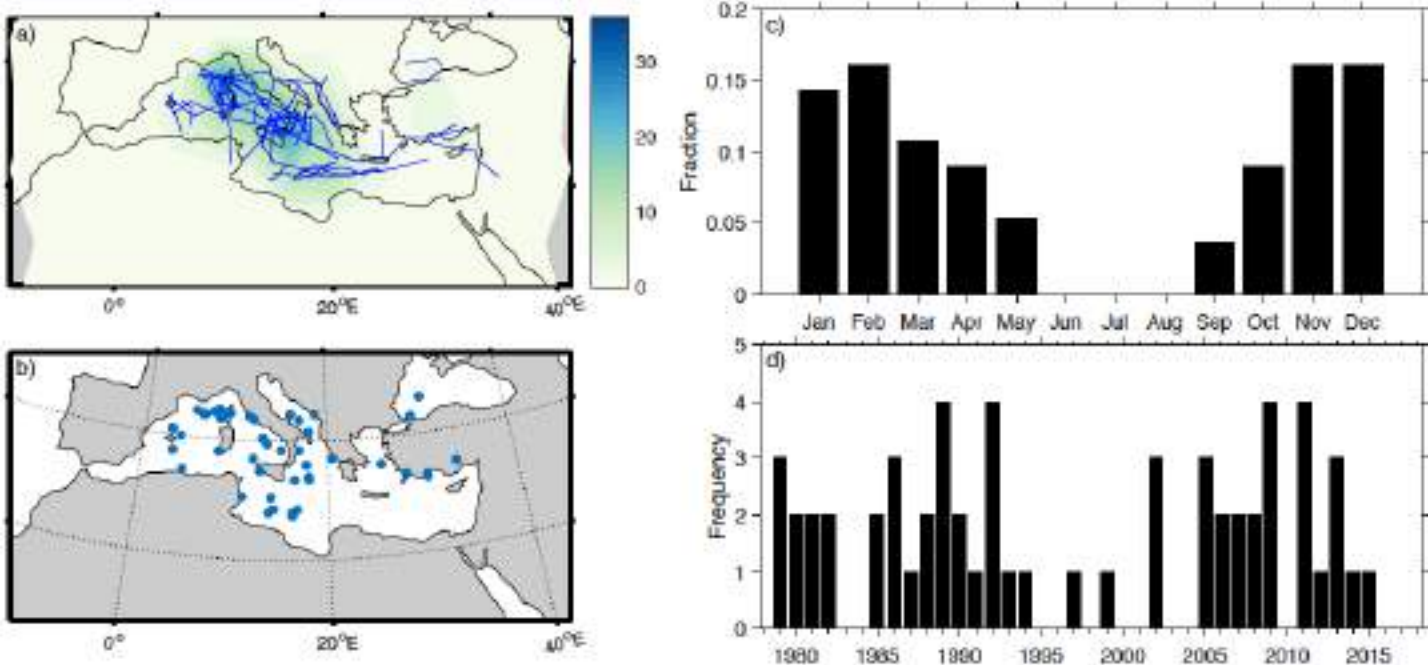 a)
30
20
10
0
0°
20°E
40°E
b)
0°
20°E
40°E
c)
0.2
0.15
0.1
0.05
0
Fraction
Jan Feb Mar Apr May Jun Jul Aug Sep Oct Nov Dec
d)
5
4
3
2
1
0
Frequency
1980 1985 1990 1995 2000 2005 2010 2015